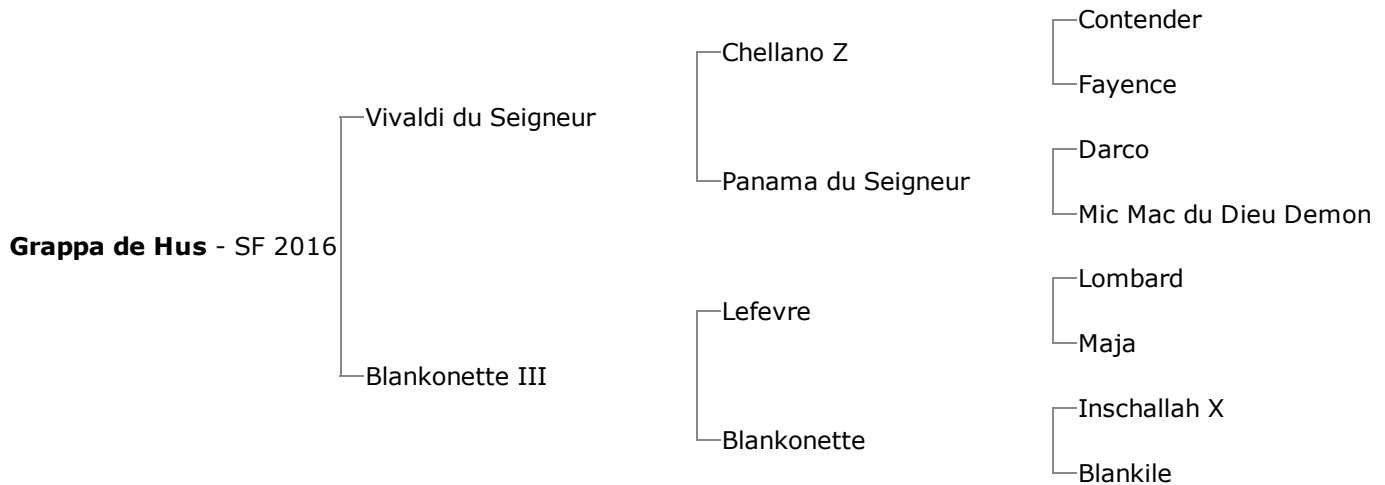 Contender
Chellano Z
Fayence
Vivaldi du Seigneur
Darco
Panama du Seigneur
Mic Mac du Dieu Demon
Grappa de Hus - SF 2016
Lombard
Lefevre
Maja
Blankonette III
Inschallah X
Blankonette
Blankile